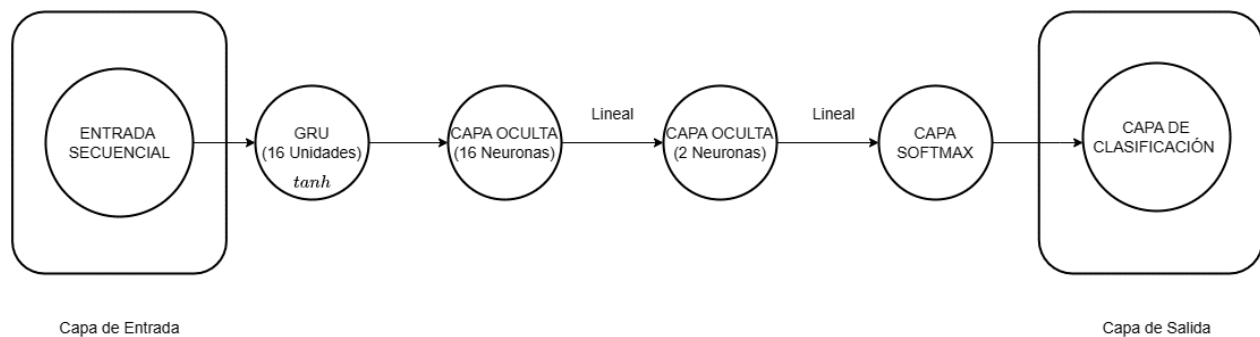 ENTRADA
SECUENCIAL
GRU
(16 Unidades)
tanh
CAPA OCULTA
(16 Neuronas)
Lineal
CAPA OCULTA
(2 Neuronas)
Lineal
CAPA
SOFTMAX
CAPA DE
CLASIFICACIÓN
Capa de Entrada
Capa de Salida